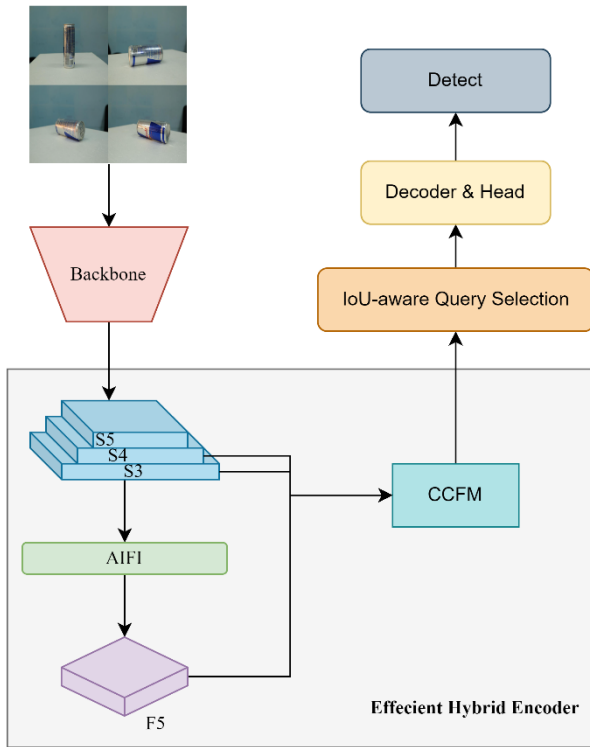 Detect
Decoder & Head
Backbone
IoU-aware Query Selection
S5
S4
S3
CCFM
AIFI
F5
Effecient Hybrid Encoder